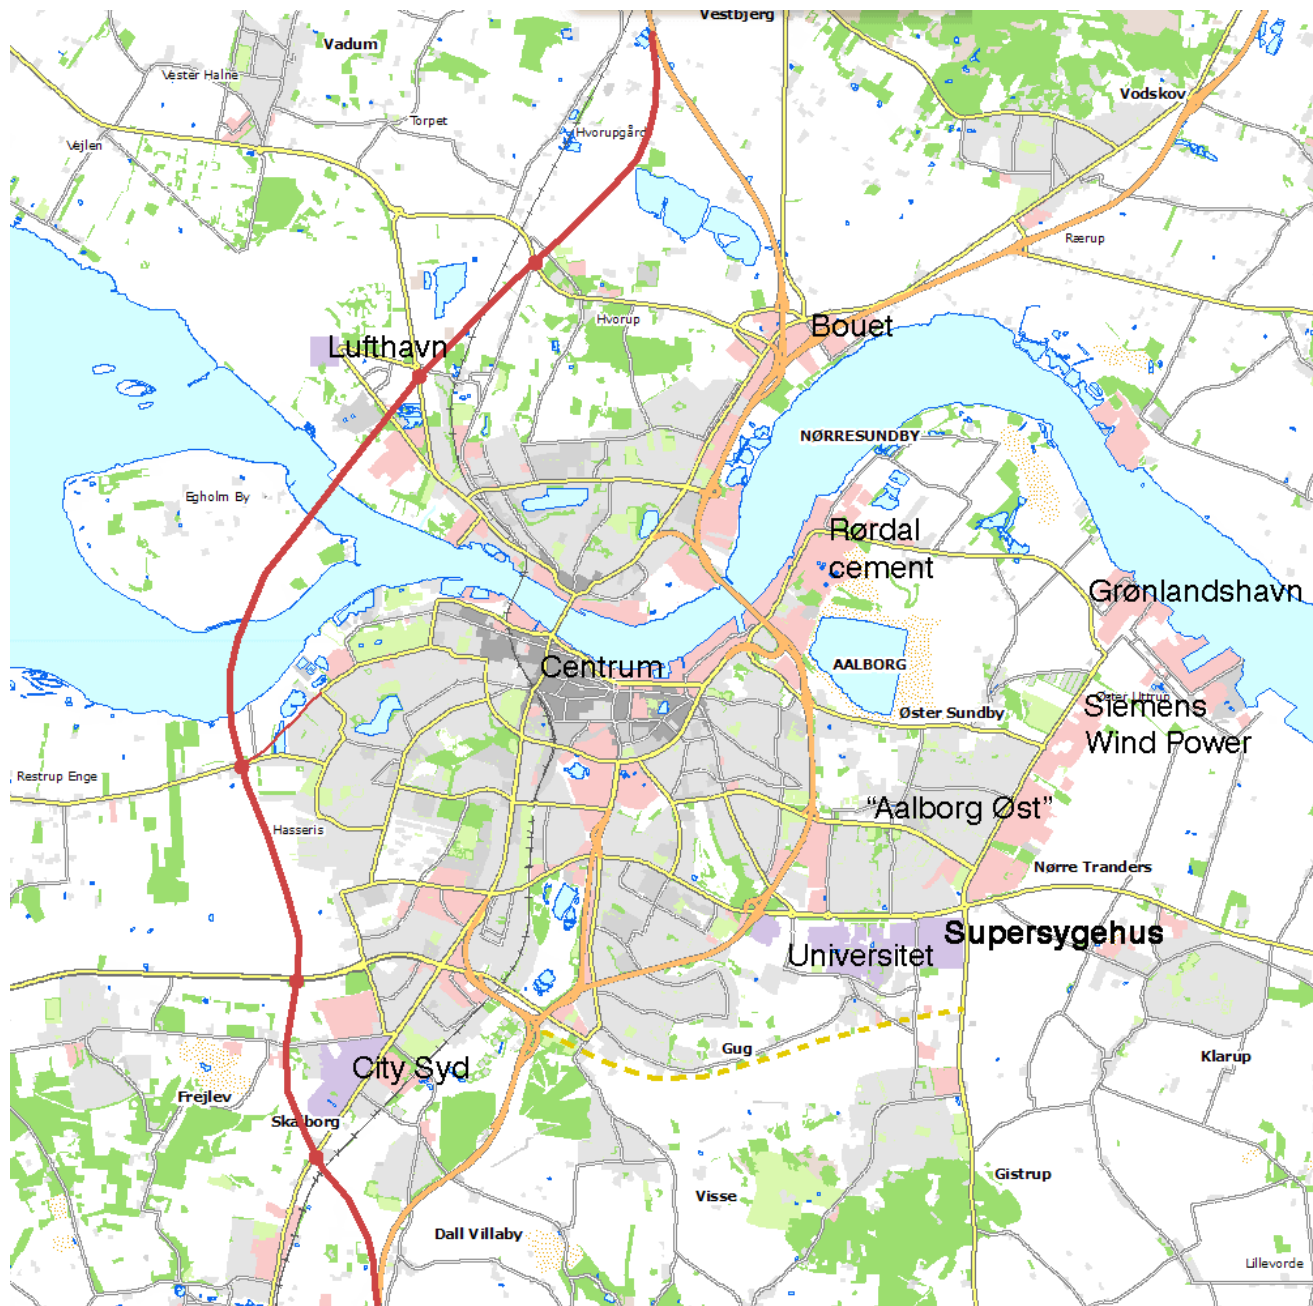 Vestbjerg
Vadum
Vester Halne
Vodskov
Torpet
Hvorupgård
Vejlen
Rærup
Hvorup
Bouet
Lufthavn
NØRRESUNDBY
Egholm By
Rørdal
cement
Grønlandshavn
Centrum
AALBORG
Øster Uttrup
Siemens
Wind Power
Øster Sundby
Restrup Enge
"Aalborg Øst"
Hasseris
Nørre Tranders
Supersygehus
Universitet
Gug
Klarup
City Syd
Frejlev
Skalborg
Gistrup
Visse
Dall Villaby
Lillevorde